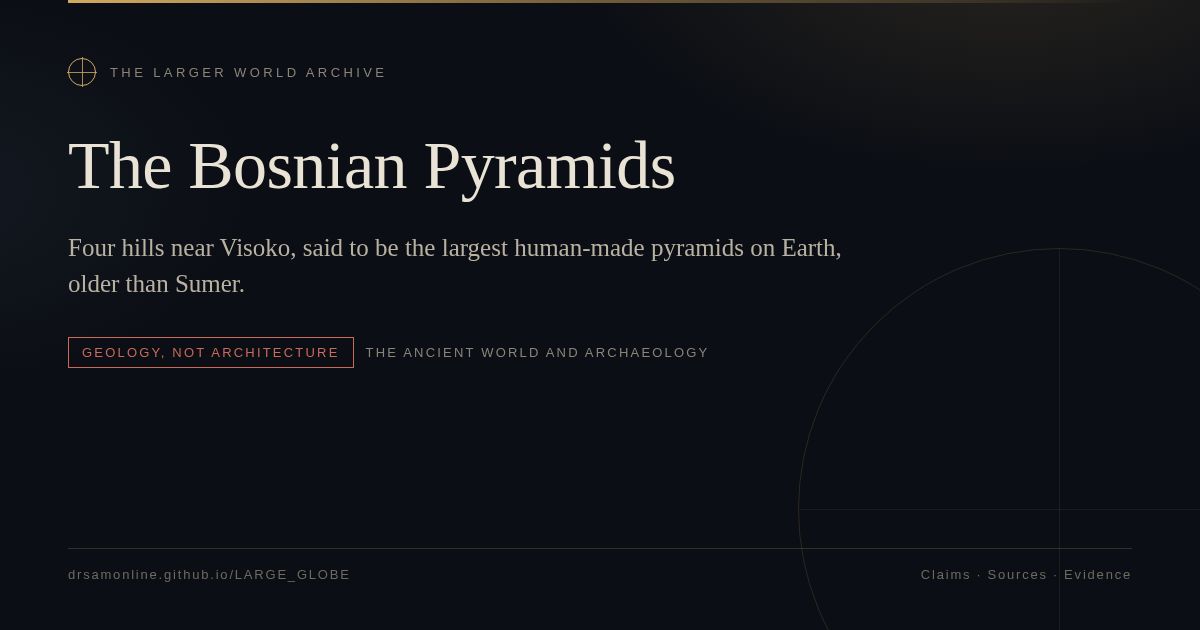 THE LARGER WORLD ARCHIVE
The Bosnian Pyramids
Four hills near Visoko, said to be the largest human-made pyramids on Earth,
older than Sumer.
GEOLOGY, NOT ARCHITECTURE THE ANCIENT WORLD AND ARCHAEOLOGY
drsamonline.github.io/LARGE_GLOBE Claims · Sources · Evidence